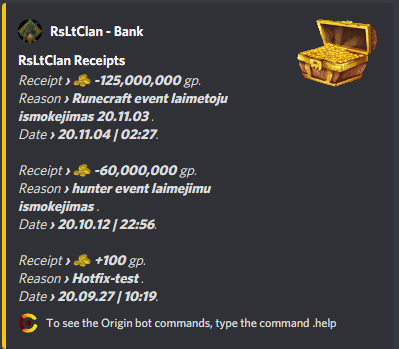 RsLtClan - Bank
RsLtClan Receipts
Receipt › -125,000,000 gp.
Reason › Runecraft event laimetoju
ismokejimas 20.11.03 .
Date › 20.11.04 | 02:27.
Receipt › -60,000,000 gp.
Reason › hunter event laimejimu
ismokejimas .
Date › 20.10.12 | 22:56.
Receipt › +100 gp.
Reason › Hotfix-test .
Date › 20.09.27 | 10:19.
To see the Origin bot commands, type the command .help